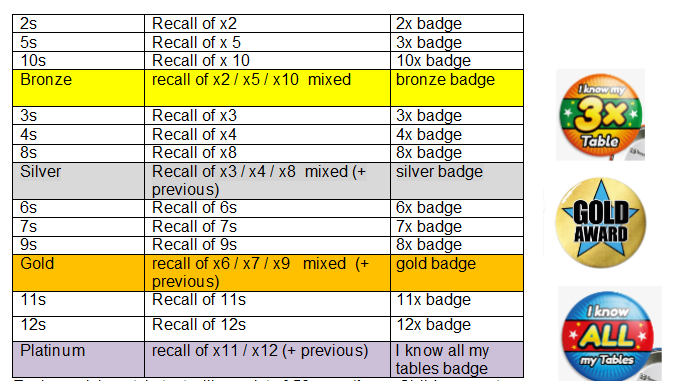 2s Recall of x2 2x badge
5s Recall of x 5 3x badge
10s Recall of x 10 10x badge
Bronze recall of x2 / x5 / x10 mixed bronze badge
3s Recall of x3 3x badge
4s Recall of x4 4x badge
8s Recall of x8 8x badge
Silver Recall of x3 / x4 / x8 mixed (+ silver badge
previous)
6s Recall of 6s 6x badge
7s Recall of 7s 7x badge
9s Recall of 9s 8x badge
Gold recall of x6 / x7 / x9 mixed (+ gold badge
previous)
11s Recall of 11s 11x badge
12s Recall of 12s 12x badge
Platinum recall of x11 / x12 (+ previous) I know all my
tables badge
I know my
3x
Table
GOLD
AWARD
I know
ALL
my Tables